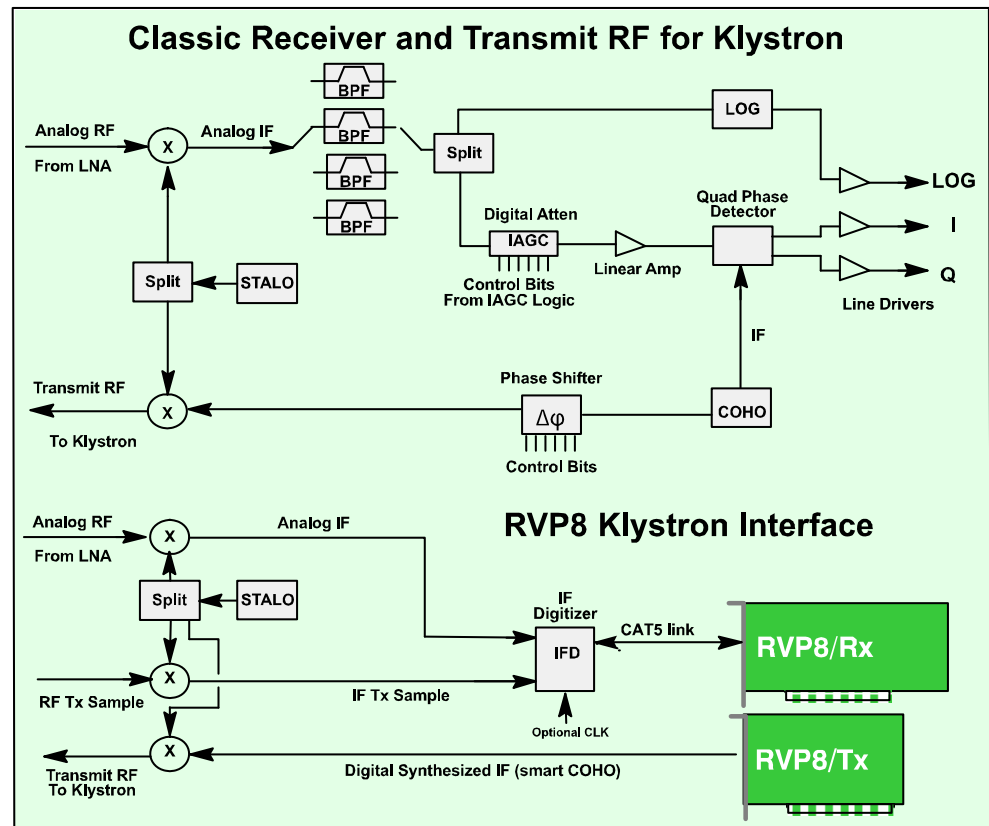 Classic Receiver and Transmit RF for Klystron
BPF
BPF
BPF
BPF
Analog RF
From LNA
X
Analog IF
Split
LOG
LOG
Quad Phase
Detector
I
Q
Line Drivers
Digital Atten
IAGC
Control Bits
From IAGC Logic
Linear Amp
Split
STALO
IF
Transmit RF
To Klystron
X
Phase Shifter
Δφ
Control Bits
COHO
RVP8 Klystron Interface
Analog RF
From LNA
X
Analog IF
Split
STALO
IF
Digitizer
IFD
CAT5 link
RVP8/Rx
RF Tx Sample
X
IF Tx Sample
Optional CLK
Transmit RF
To Klystron
X
Digital Synthesized IF (smart COHO)
RVP8/Tx